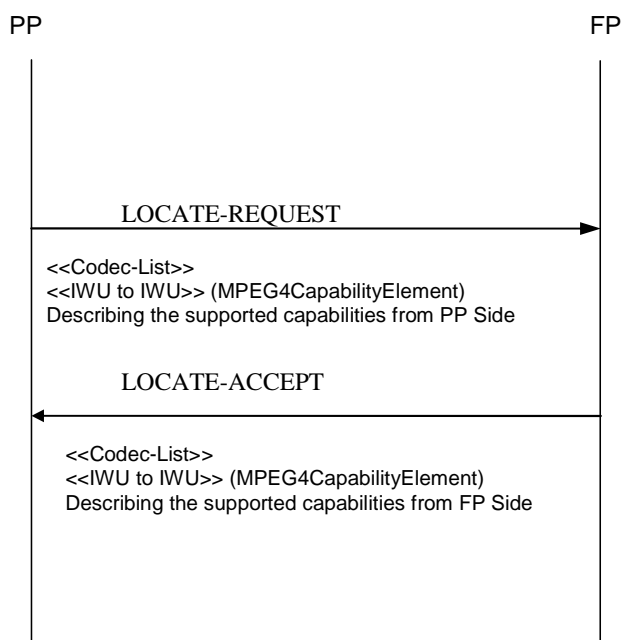 PP
FP
LOCATE-REQUEST
<<Codec-List>>
<<IWU to IWU>> (MPEG4CapabilityElement)
Describing the supported capabilities from PP Side
LOCATE-ACCEPT
<<Codec-List>>
<<IWU to IWU>> (MPEG4CapabilityElement)
Describing the supported capabilities from FP Side